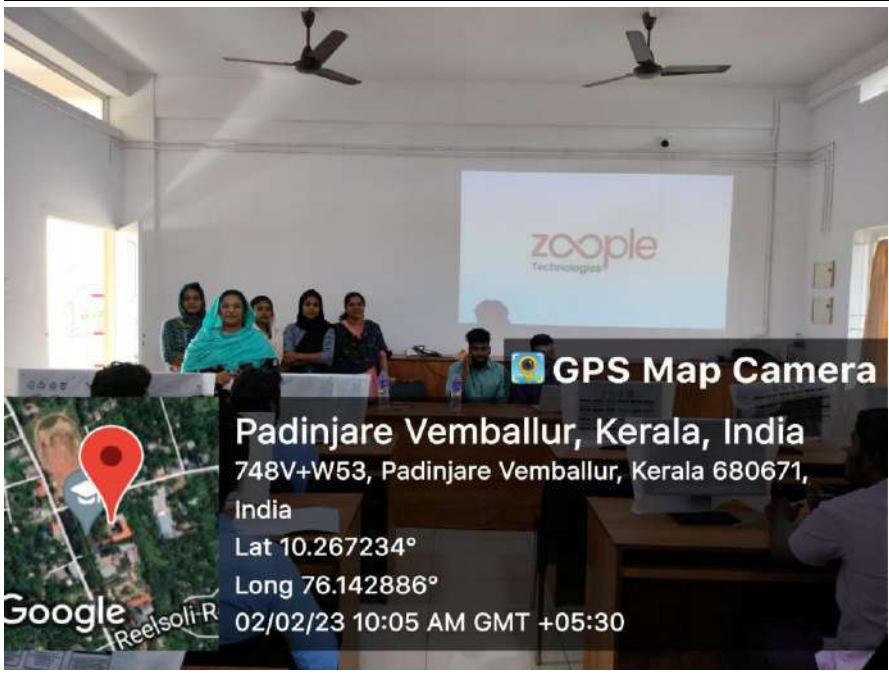 zoople
Technologies
GPS Map Camera
Padinjare Vemballur, Kerala, India
748V+W53, Padinjare Vemballur, Kerala 680671,
India
Lat 10.267234°
Long 76.142886°
02/02/23 10:05 AM GMT +05:30
Google
Reelsoli-R